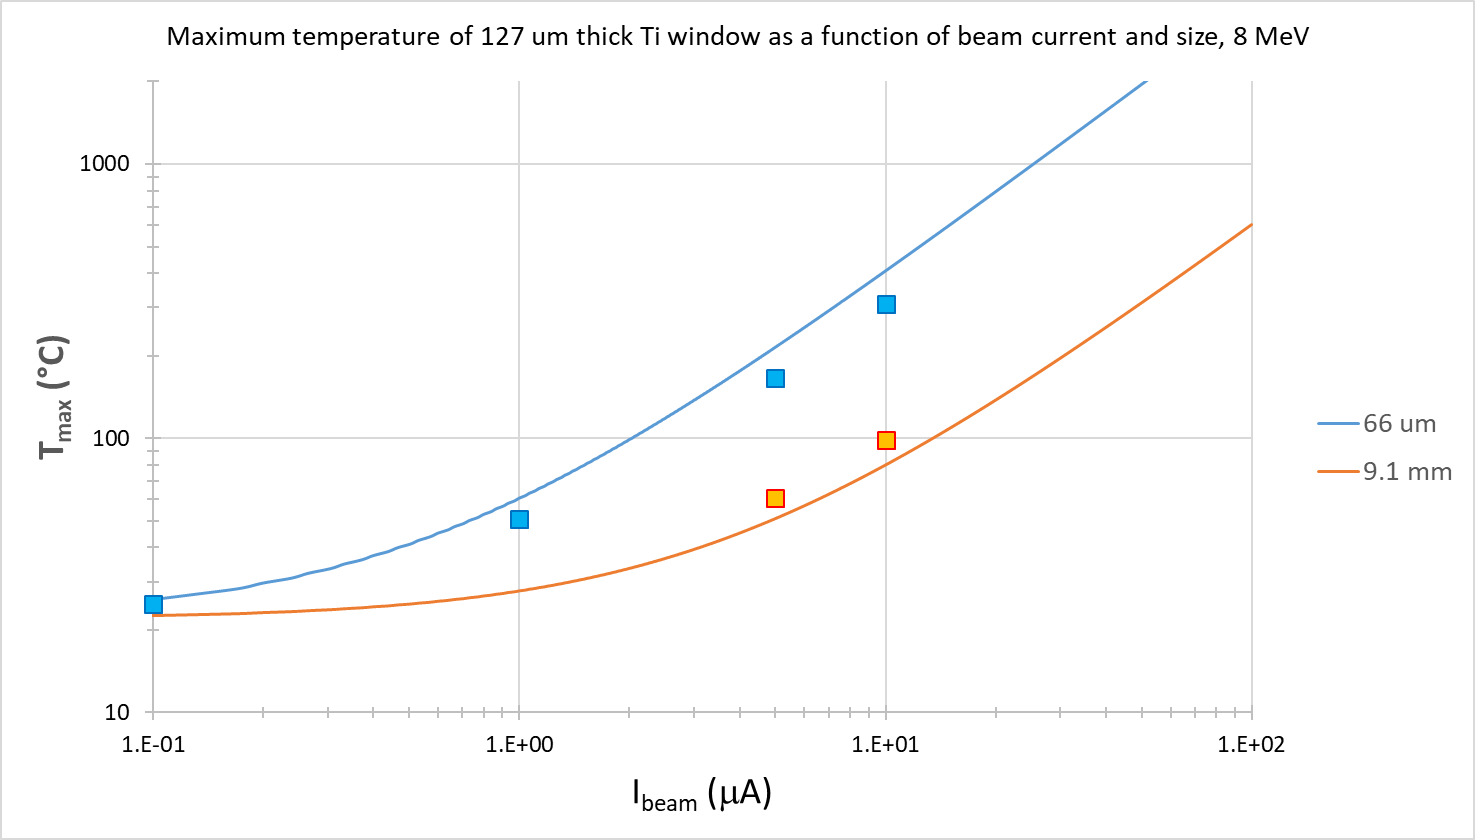 Maximum temperature of 127 um thick Ti window as a function of beam current and size, 8 MeV
1000
100
10
Tmax (°C)
1.E-01 1.E+00 1.E+01 1.E+02
Ibeam (μA)
66 um
9.1 mm